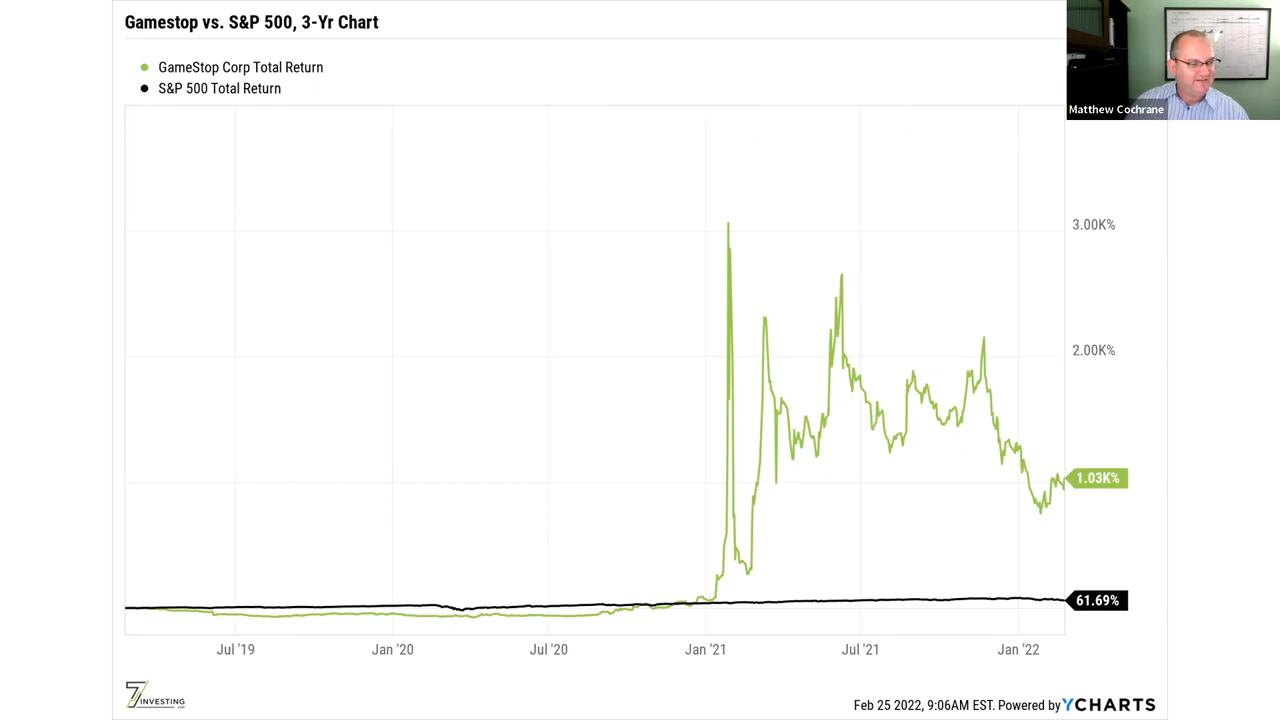 Gamestop vs. S&P 500, 3-Yr Chart
GameStop Corp Total Return
S&P 500 Total Return
Matthew Cochrane
3.00K%
2.00K%
1.03K%
61.69%
Jul '19
Jan '20
Jul '20
Jan '21
Jul '21
Jan '22
7INVESTING
.com
Feb 25 2022, 9:06AM EST. Powered by YCHARTS